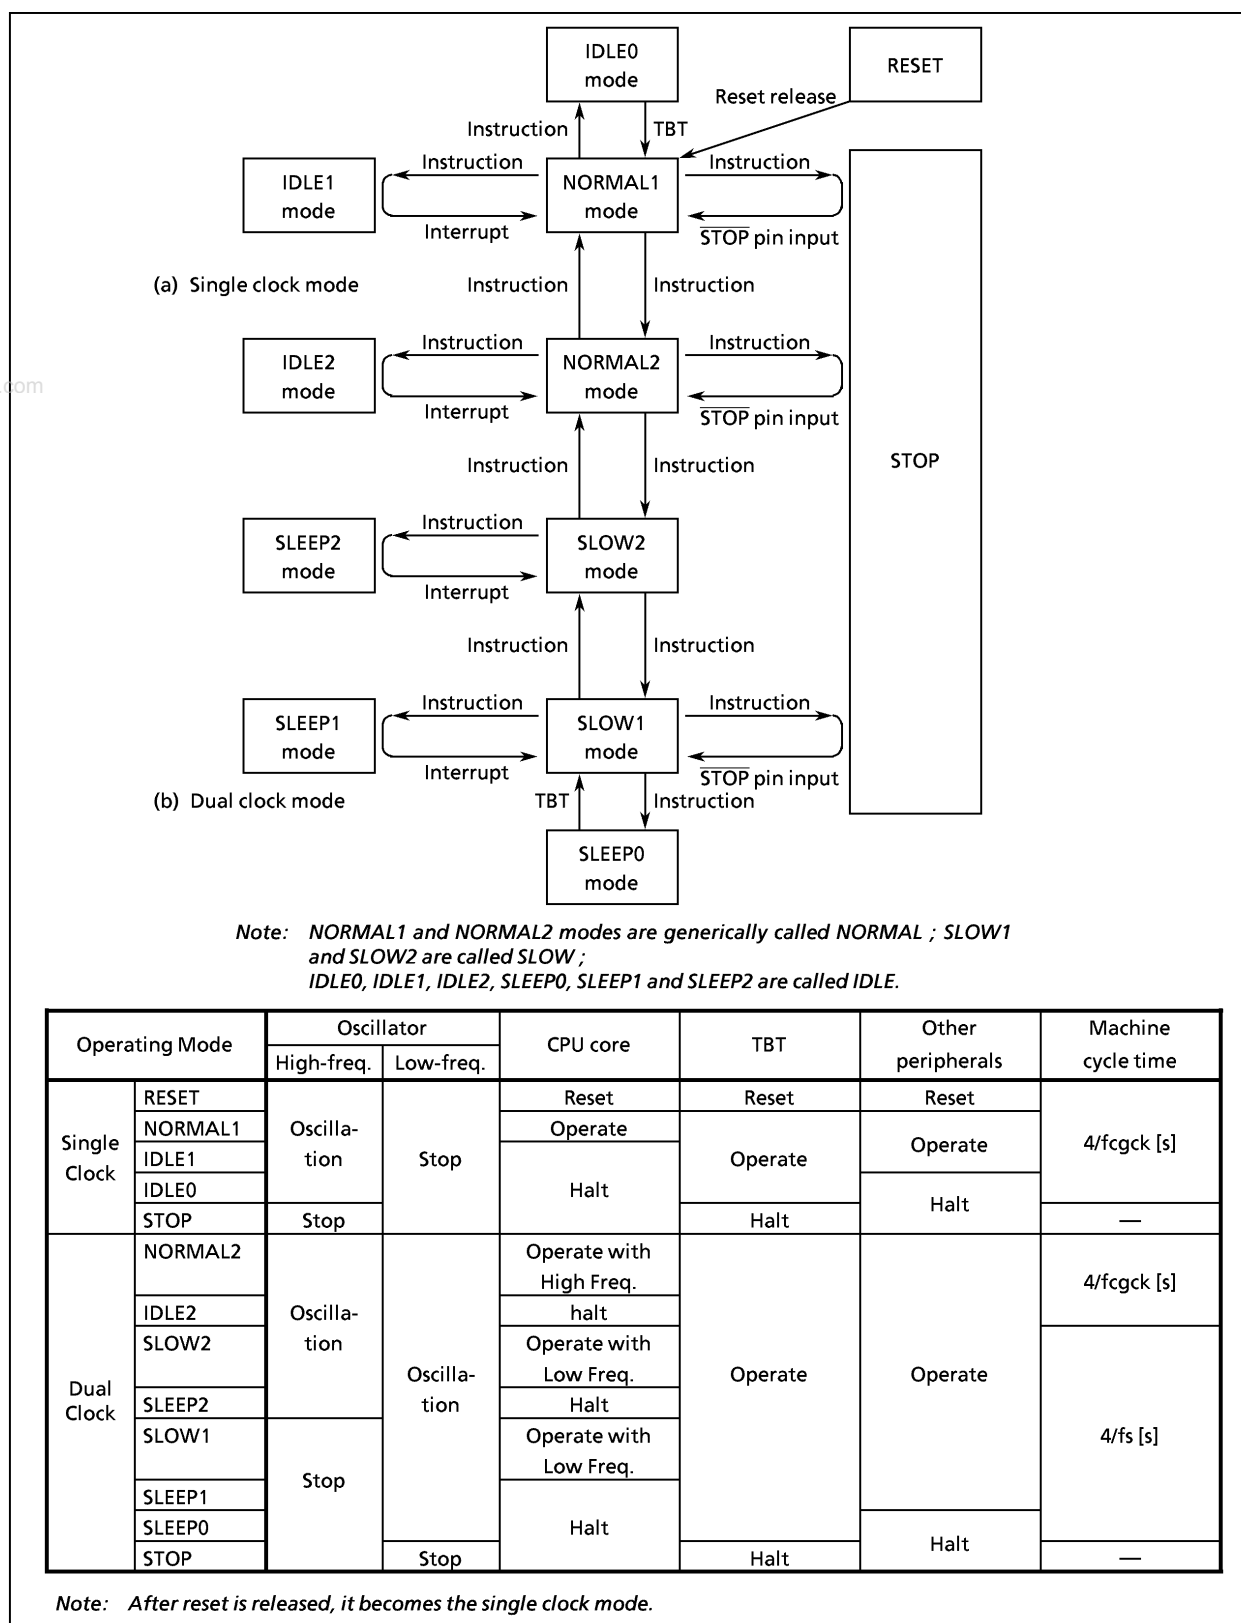 IDLE0
mode
RESET
Reset release
Instruction
TBT
IDLE1
mode
Instruction
Interrupt
NORMAL1
mode
Instruction
STOP pin input
(a) Single clock mode
Instruction
Instruction
IDLE2
mode
Instruction
Interrupt
NORMAL2
mode
Instruction
STOP pin input
.com
STOP
Instruction
Instruction
SLEEP2
mode
Instruction
Interrupt
SLOW2
mode
Instruction
Instruction
SLEEP1
mode
Instruction
Interrupt
SLOW1
mode
Instruction
STOP pin input
(b) Dual clock mode
TBT
Instruction
SLEEP0
mode
Note: NORMAL1 and NORMAL2 modes are generically called NORMAL ; SLOW1
and SLOW2 are called SLOW ;
IDLE0, IDLE1, IDLE2, SLEEP0, SLEEP1 and SLEEP2 are called IDLE.
Operating Mode
Oscillator
High-freq.
Low-freq.
CPU core
TBT
Other
peripherals
Machine
cycle time
Single
Clock
RESET
NORMAL1
IDLE1
IDLE0
STOP
Oscilla-
tion
Stop
Stop
Reset
Operate
Halt
Reset
Operate
Halt
Reset
Operate
Halt
4/fcgck [s]
—
Dual
Clock
NORMAL2
IDLE2
SLOW2
SLEEP2
SLOW1
SLEEP1
SLEEP0
STOP
Oscilla-
tion
Stop
Oscilla-
tion
Stop
Operate with
High Freq.
halt
Operate with
Low Freq.
Halt
Operate with
Low Freq.
Halt
Operate
Halt
Operate
Halt
4/fcgck [s]
4/fs [s]
—
Note: After reset is released, it becomes the single clock mode.